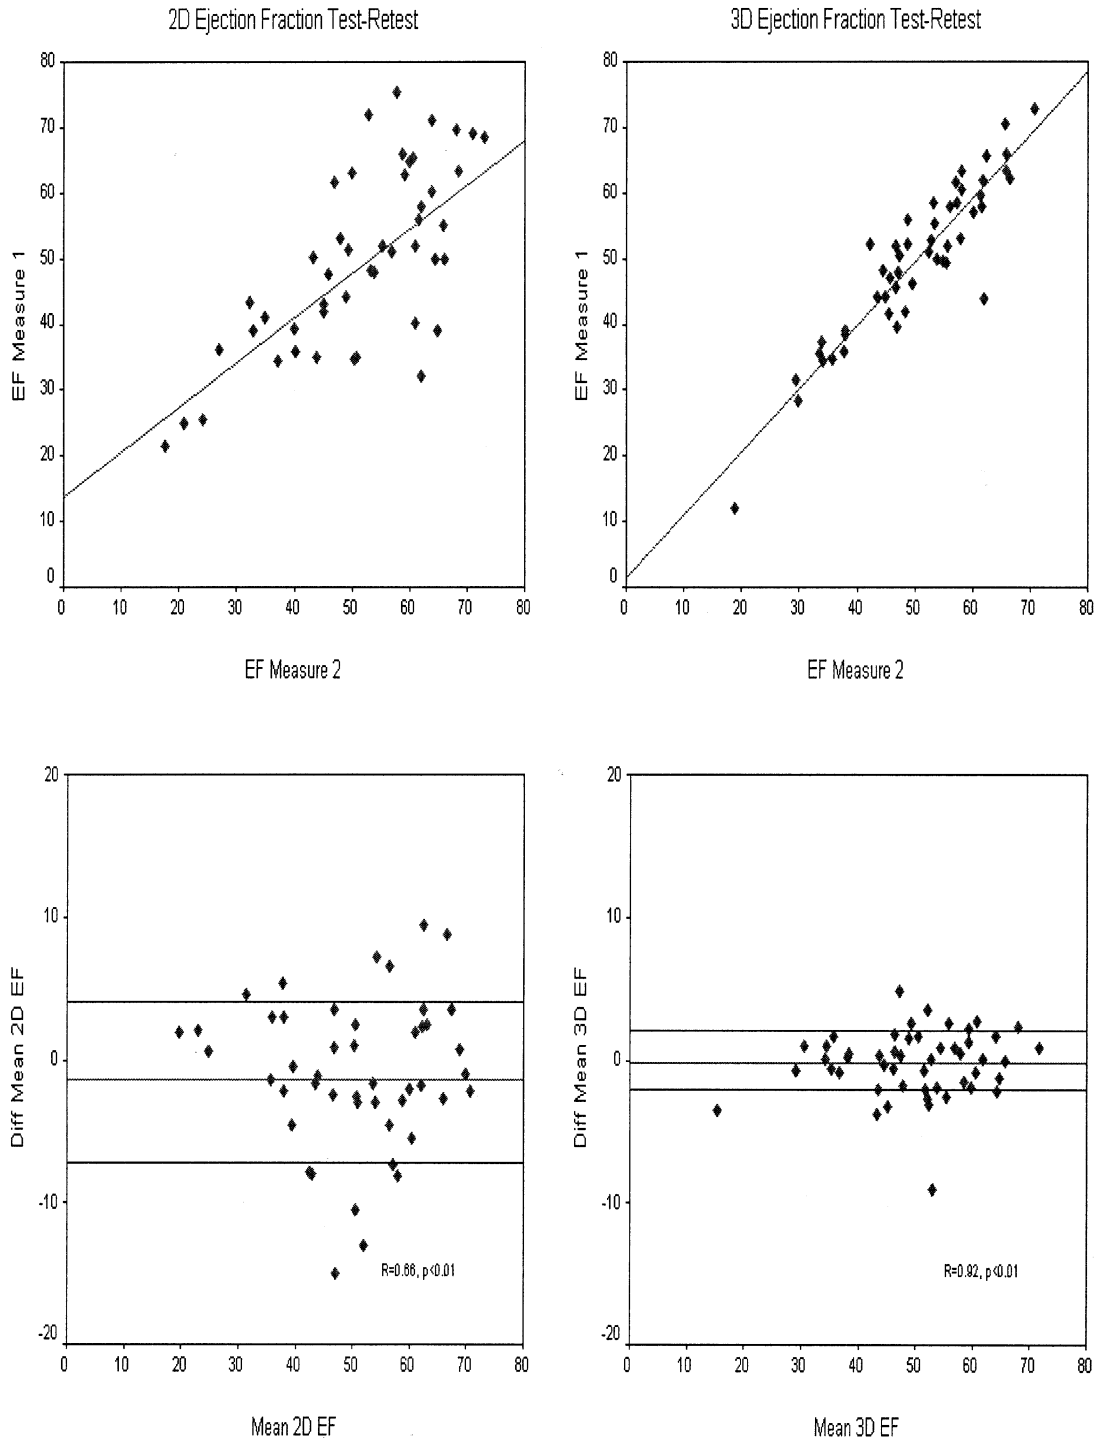 2D Ejection Fraction Test-Retest
80
70
60
50
40
30
20
10
0
EF Measure 1
0 10 20 30 40 50 60 70 80
EF Measure 2
3D Ejection Fraction Test-Retest
80
70
60
50
40
30
20
10
0
EF Measure 1
0 10 20 30 40 50 60 70 80
EF Measure 2
20
10
0
-10
-20
Diff Mean 2D EF
R=0.66, p<0.01
0 10 20 30 40 50 60 70 80
Mean 2D EF
20
10
0
-10
-20
Diff Mean 3D EF
R=0.92, p<0.01
0 10 20 30 40 50 60 70 80
Mean 3D EF